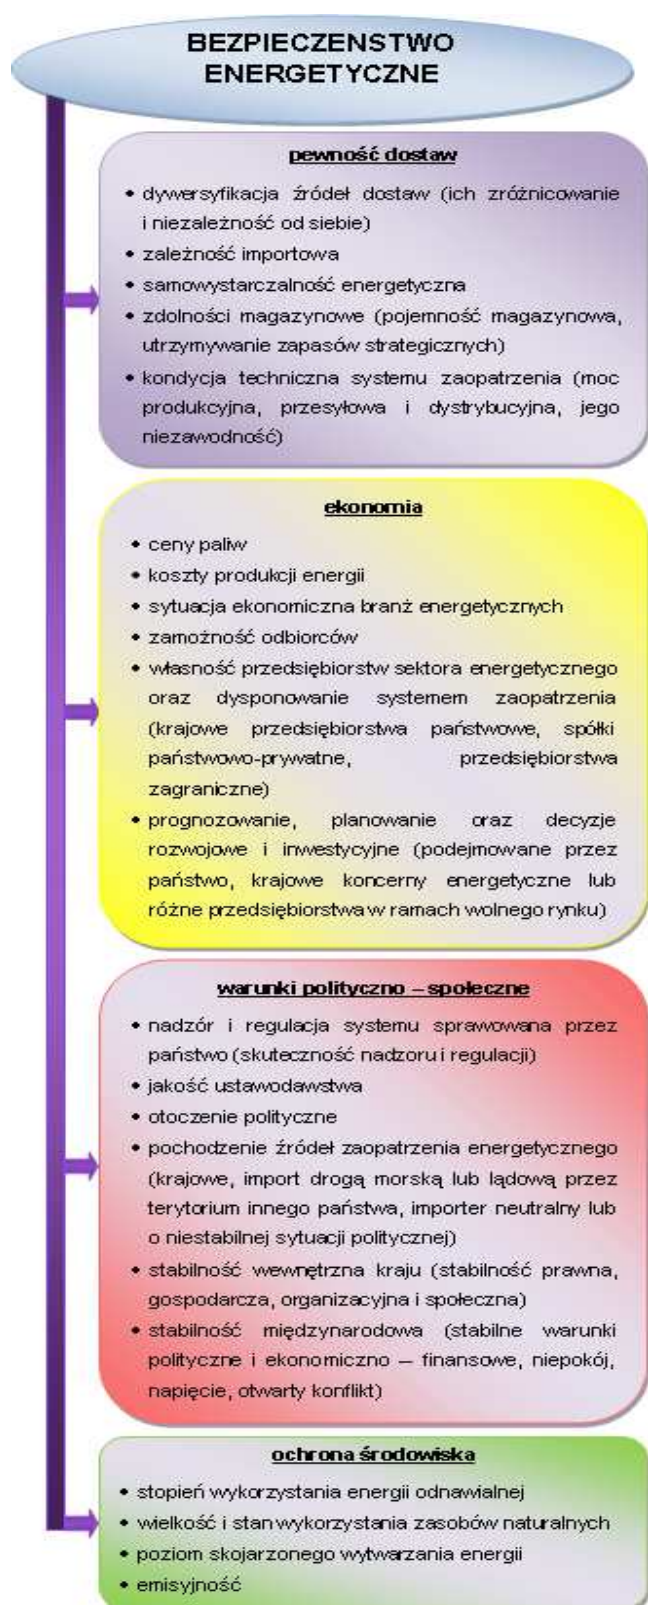 BEZPIECZENSTWO
ENERGETYCZNE
pewność dostaw
• dywersyfikacja źródeł dostaw (ich zróżnicowanie
i niezależność od siebie)
• zależność importowa
• samowystarczalność energetyczna
• zdolności magazynowe (pojemność magazynowa,
utrzymywanie zapasów strategicznych)
• kondycja techniczna systemu zaopatrzenia (moc
produkcyjna, przesyłowa i dystrybucyjna, jego
niezawodność)
ekonomia
• ceny paliw
• koszty produkcji energii
• sytuacja ekonomiczna branż energetycznych
• zamożność odbiorców
• własność przedsiębiorstw sektora energetycznego
oraz dysponowanie systemem zaopatrzenia
(krajowe przedsiębiorstwa państwowe, spółki
państwowo-prywatne, przedsiębiorstwa
zagraniczne)
• prognozowanie, planowanie oraz decyzje
rozwojowe i inwestycyjne (podejmowane przez
państwo, krajowe koncerny energetyczne lub
różne przedsiębiorstwa w ramach wolnego rynku)
warunki polityczno – społeczne
• nadzór i regulacja systemu sprawowana przez
państwo (skuteczność nadzoru i regulacji)
• jakość ustawodawstwa
• otoczenie polityczne
• pochodzenie źródeł zaopatrzenia energetycznego
(krajowe, import drogą morską lub lądową przez
terytorium innego państwa, importer neutralny lub
o niestabilnej sytuacji politycznej)
• stabilność wewnętrzna kraju (stabilność prawna,
gospodarcza, organizacyjna i społeczna)
• stabilność międzynarodowa (stabilne warunki
polityczne i ekonomiczno – finansowe, niepokój,
napięcie, otwarty konflikt)
ochrona środowiska
• stopień wykorzystania energii odnawialnej
• wielkość i stan wykorzystania zasobów naturalnych
• poziom skojarzonego wytwarzania energii
• emisyjność